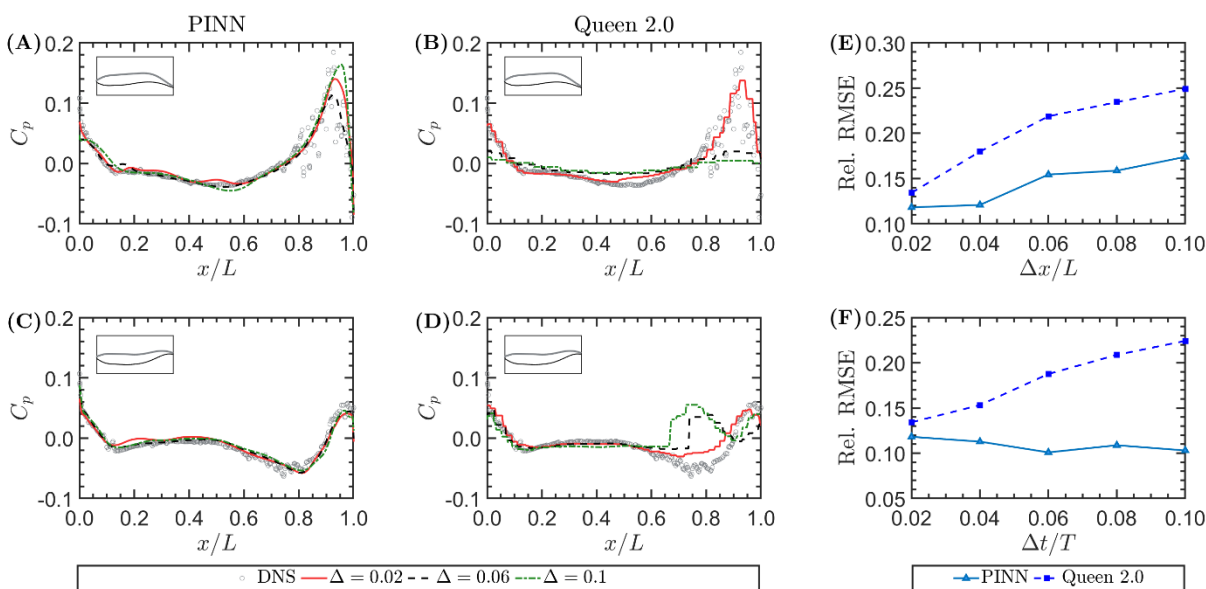 PINN
Queen 2.0
(A)
0.2
0.1
0.0
-0.1
C_p
0.0 0.2 0.4 0.6 0.8 1.0
x/L
(B)
0.2
0.1
0.0
-0.1
C_p
0.0 0.2 0.4 0.6 0.8 1.0
x/L
(E)
0.30
0.25
0.20
0.15
0.10
Rel. RMSE
0.02 0.04 0.06 0.08 0.10
Δx/L
(C)
0.2
0.1
0.0
-0.1
C_p
0.0 0.2 0.4 0.6 0.8 1.0
x/L
(D)
0.2
0.1
0.0
-0.1
C_p
0.0 0.2 0.4 0.6 0.8 1.0
x/L
(F)
0.25
0.20
0.15
0.10
0.05
Rel. RMSE
0.02 0.04 0.06 0.08 0.10
Δt/T
DNS Δ = 0.02 Δ = 0.06 Δ = 0.1
PINN Queen 2.0